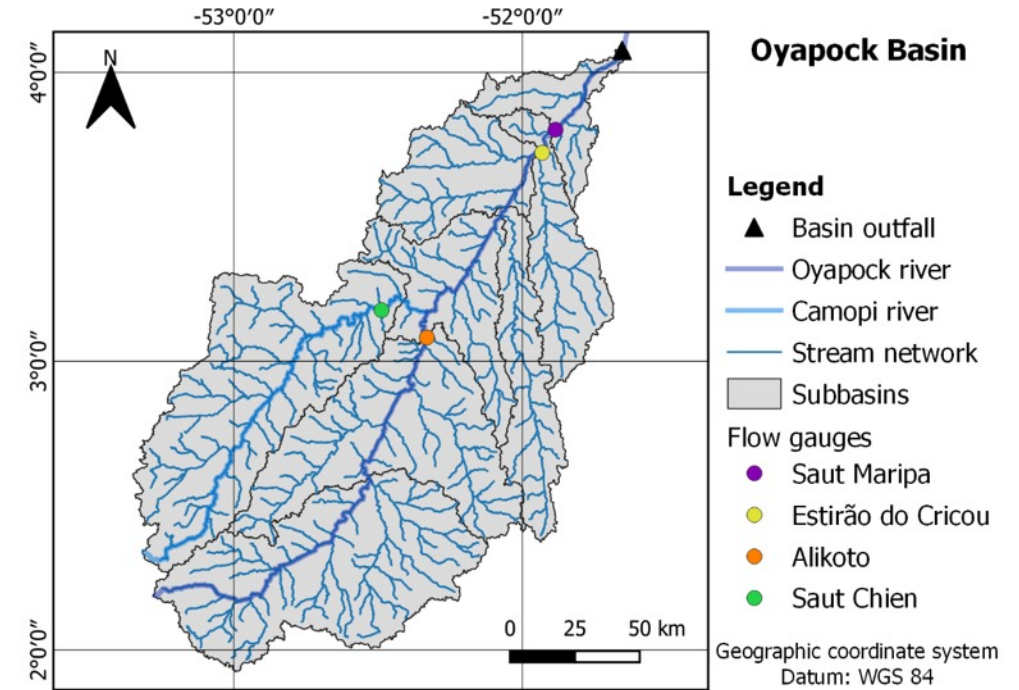 -53°0′0″
-52°0′0″
4°0′0″
3°0′0″
2°0′0″
N
0 25 50 km
Oyapock Basin
Legend
Basin outfall
Oyapock river
Camopi river
Stream network
Subbasins
Flow gauges
Saut Maripa
Estirão do Cricou
Alikoto
Saut Chien
Geographic coordinate system
Datum: WGS 84